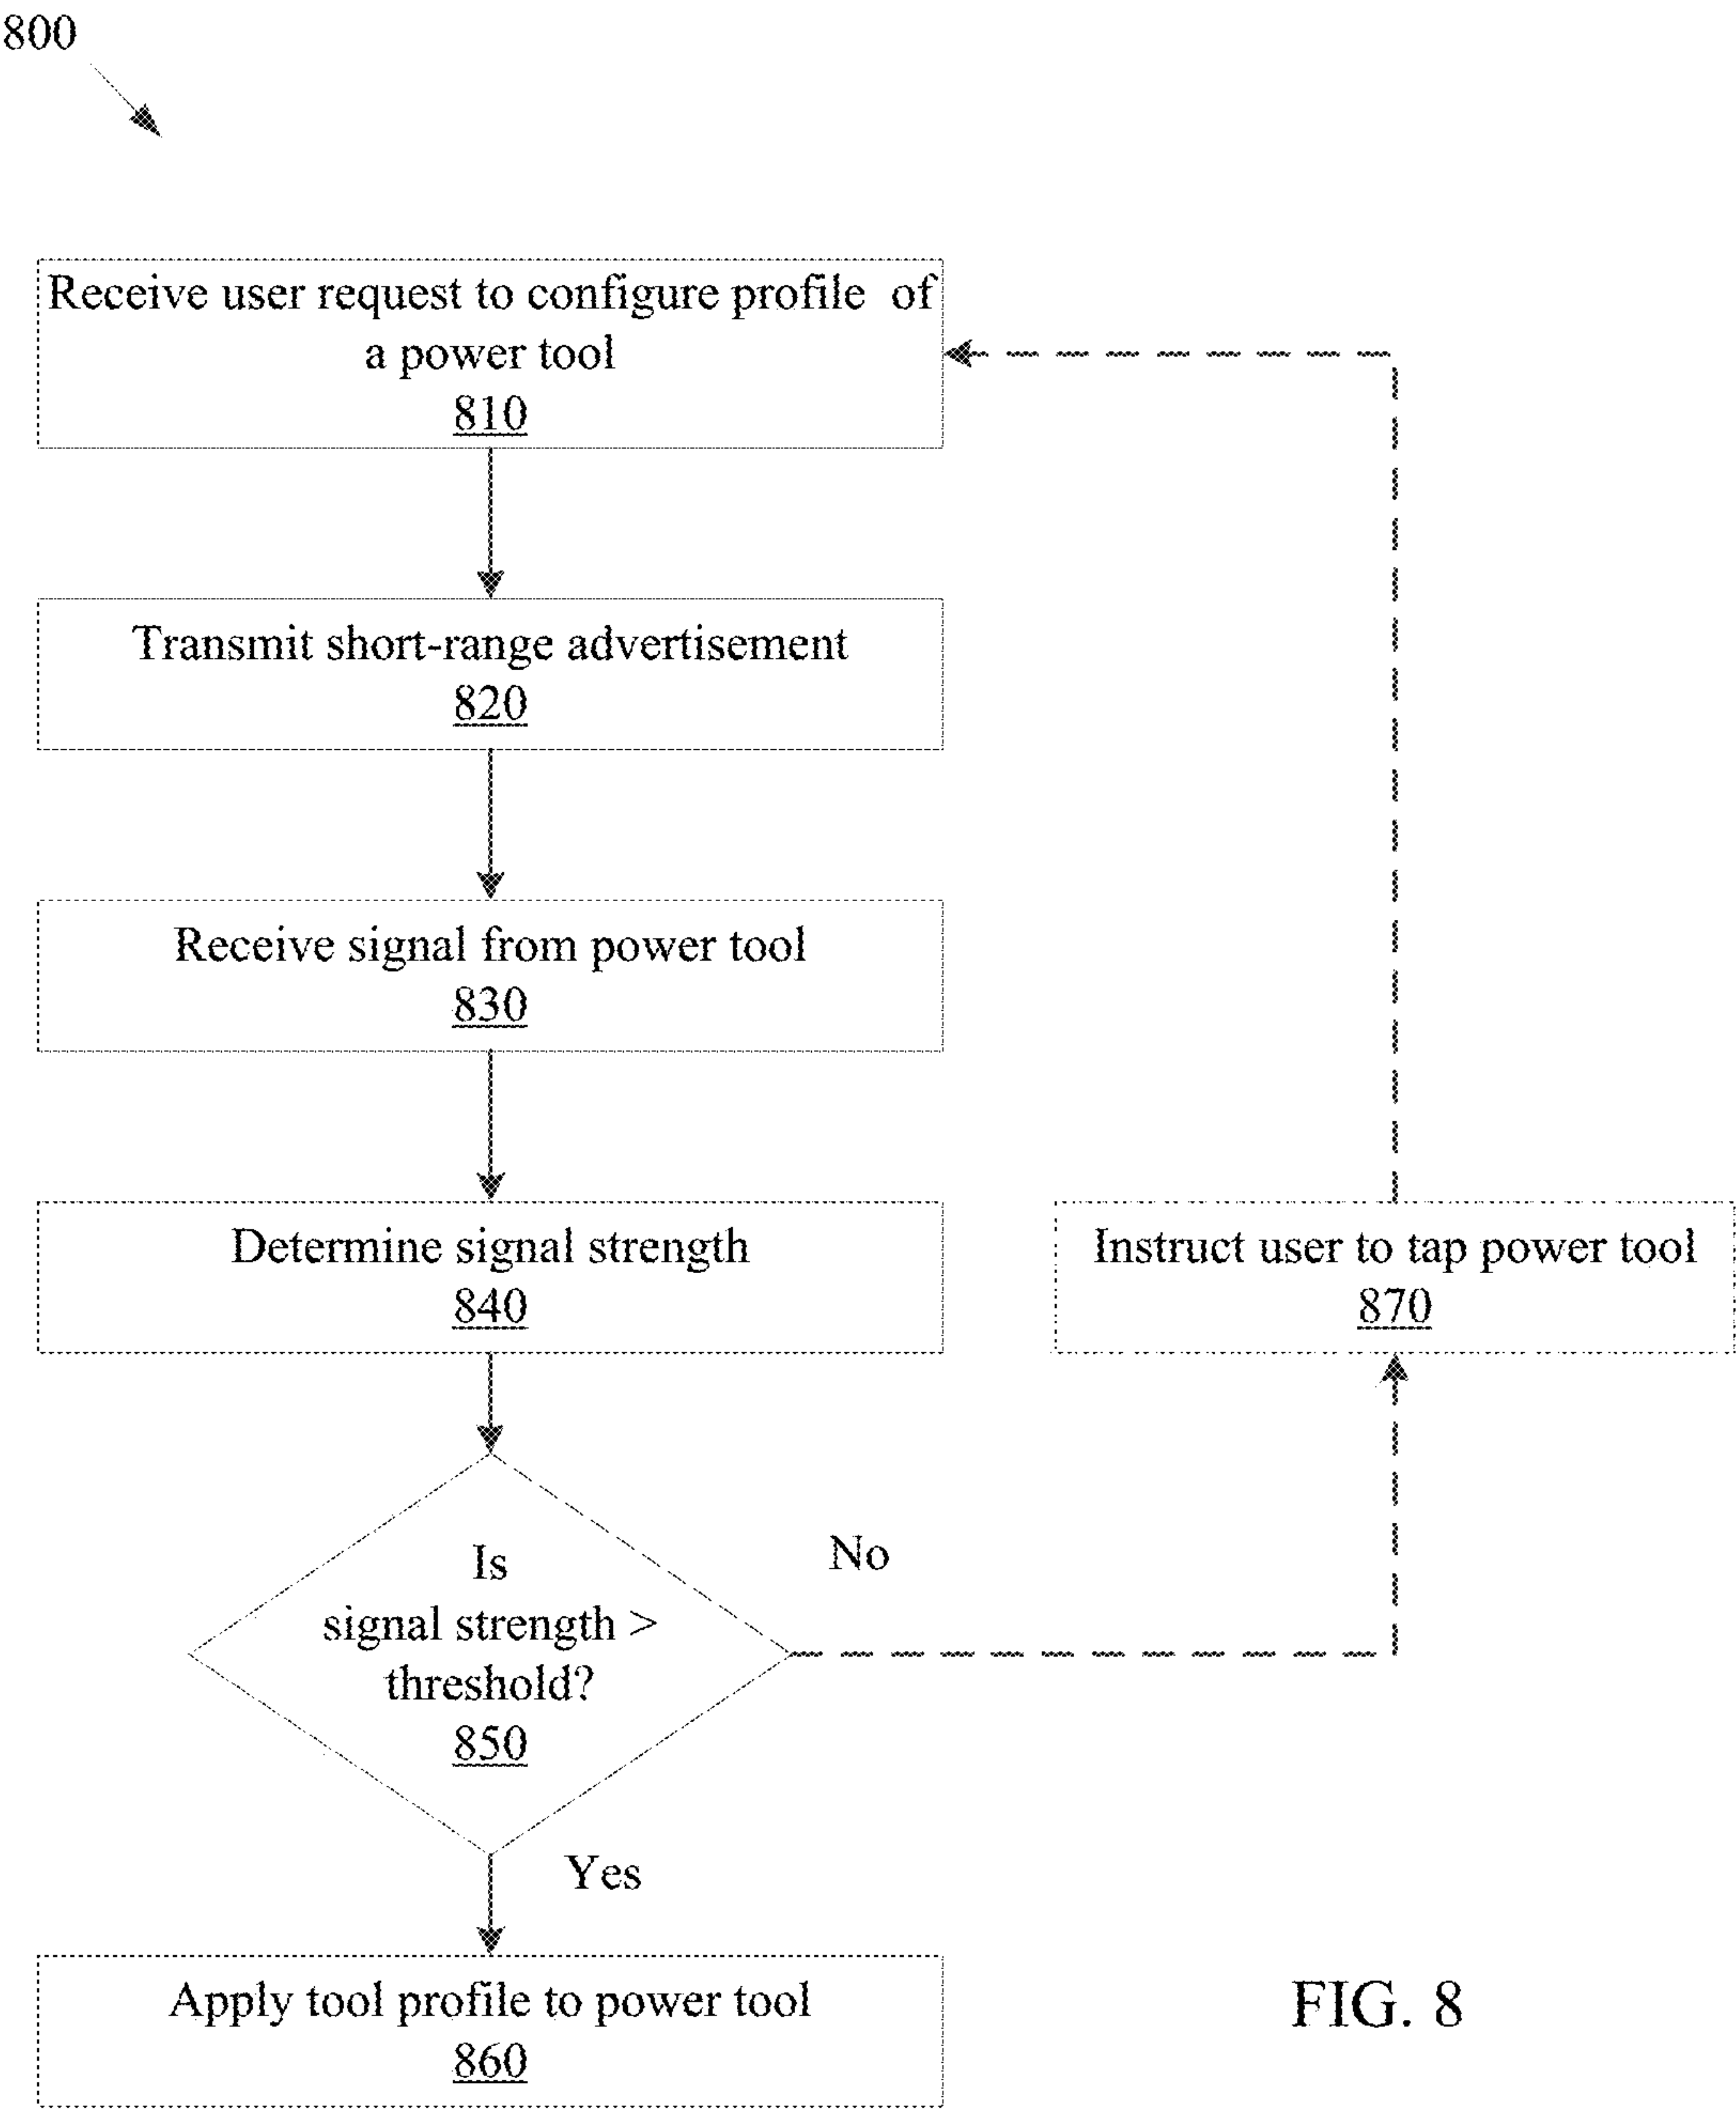 800
Receive user request to configure profile of
a power tool
810
Transmit short-range advertisement
820
Receive signal from power tool
830
Determine signal strength
840
Instruct user to tap power tool
870
Is
signal strength >
threshold?
850
No
Yes
Apply tool profile to power tool
860
FIG. 8